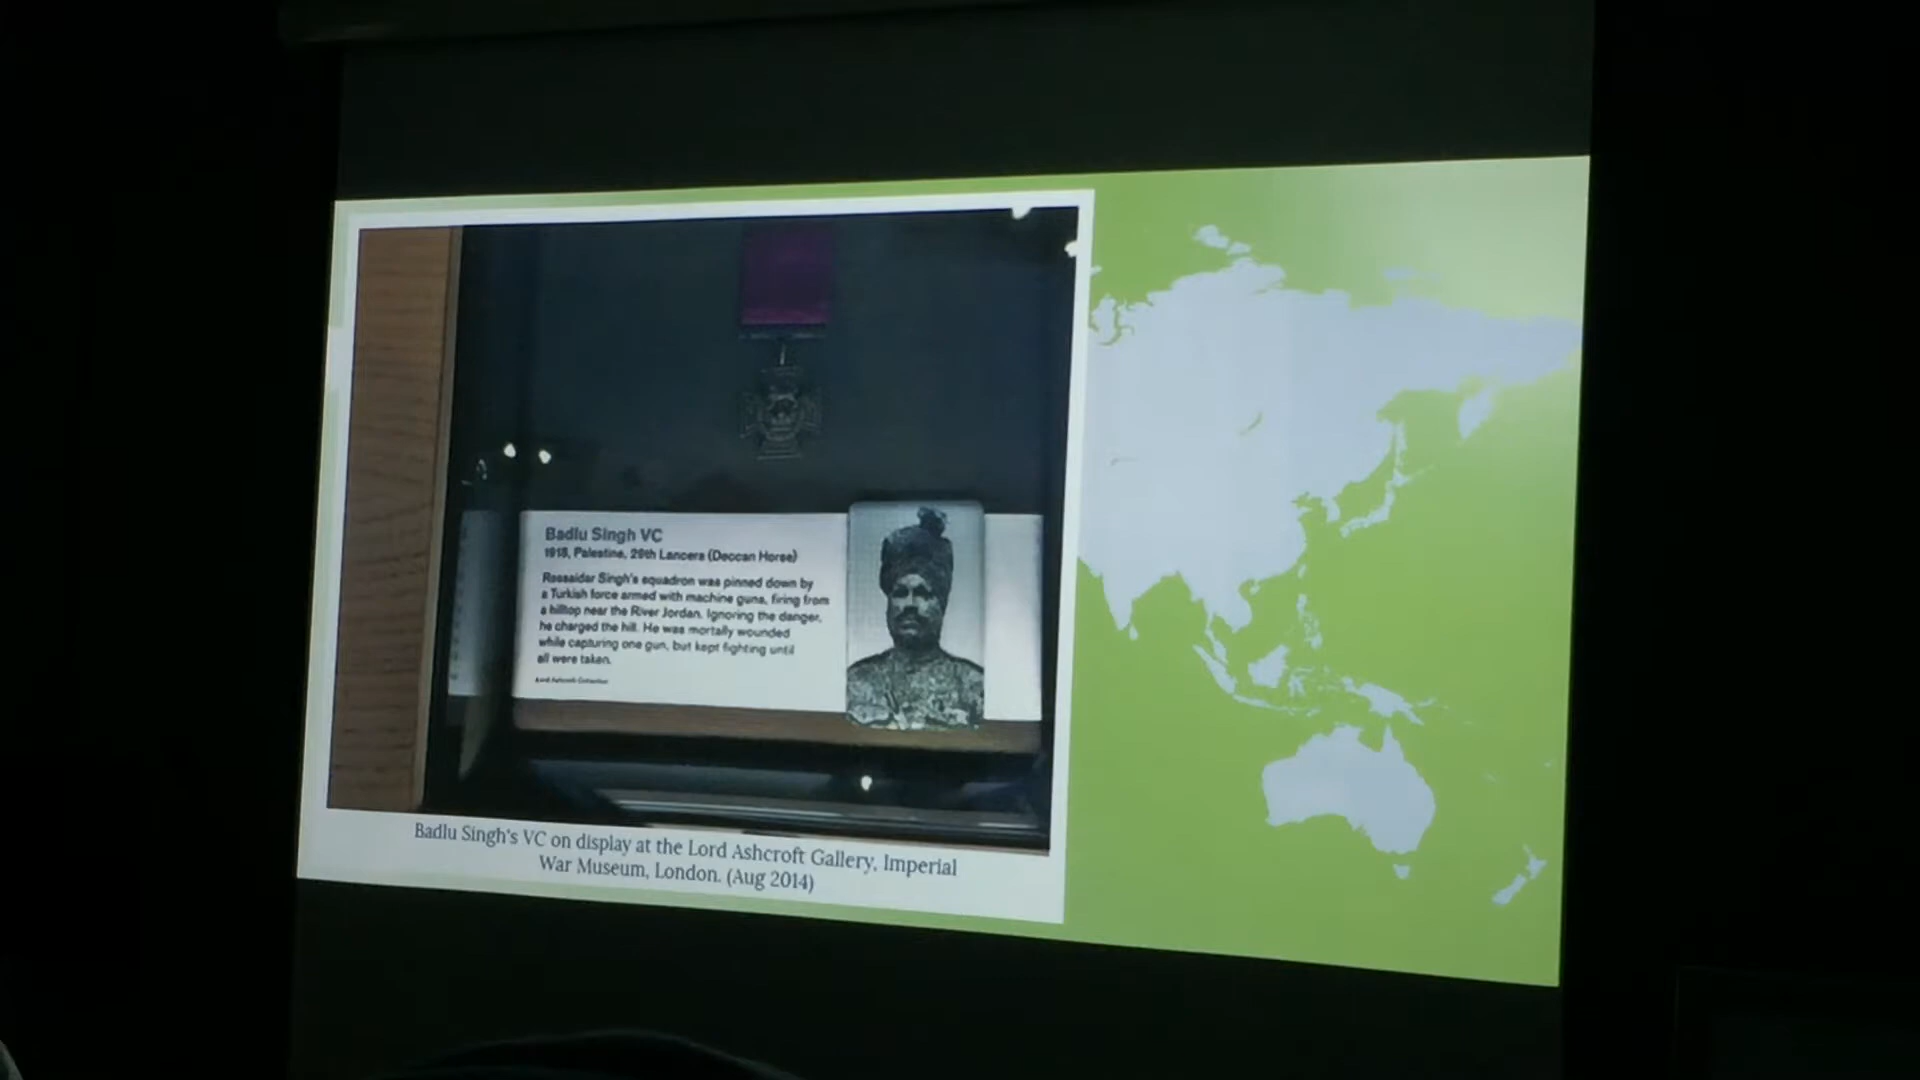 Badlu Singh VC
1918, Palestine, 29th Lancers (Deccan Horse)
Ressaidar Singh's squadron was pinned down by
a Turkish force armed with machine guns, firing from
a hilltop near the River Jordan. Ignoring the danger,
he charged the hill. He was mortally wounded
while capturing one gun, but kept fighting until
all were taken.
Lord Ashcroft Collection
Badlu Singh's VC on display at the Lord Ashcroft Gallery, Imperial
War Museum, London. (Aug 2014)